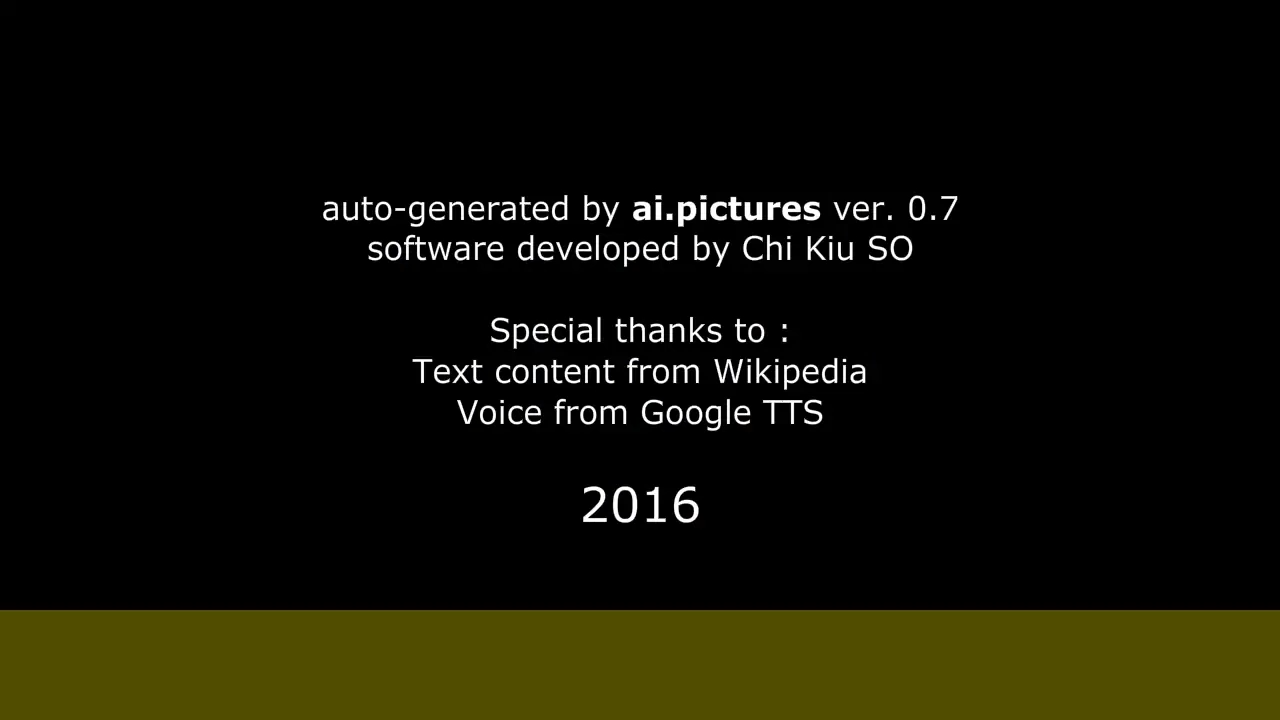 auto-generated by ai.pictures ver. 0.7
software developed by Chi Kiu SO
Special thanks to :
Text content from Wikipedia
Voice from Google TTS
2016